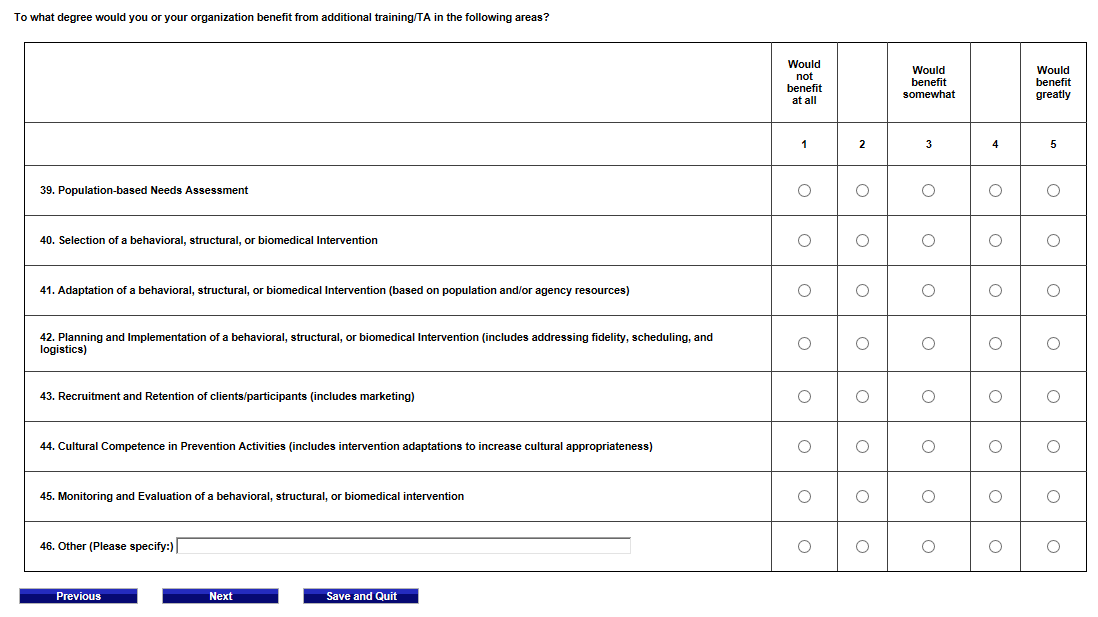 To what degree would you or your organization benefit from additional training/TA in the following areas?
Would not benefit at all
Would benefit somewhat
Would benefit greatly
1 2 3 4 5
39. Population-based Needs Assessment
40. Selection of a behavioral, structural, or biomedical Intervention
41. Adaptation of a behavioral, structural, or biomedical Intervention (based on population and/or agency resources)
42. Planning and Implementation of a behavioral, structural, or biomedical Intervention (includes addressing fidelity, scheduling, and
logistics)
43. Recruitment and Retention of clients/participants (includes marketing)
44. Cultural Competence in Prevention Activities (includes intervention adaptations to increase cultural appropriateness)
45. Monitoring and Evaluation of a behavioral, structural, or biomedical intervention
46. Other (Please specify:)
Previous Next Save and Quit